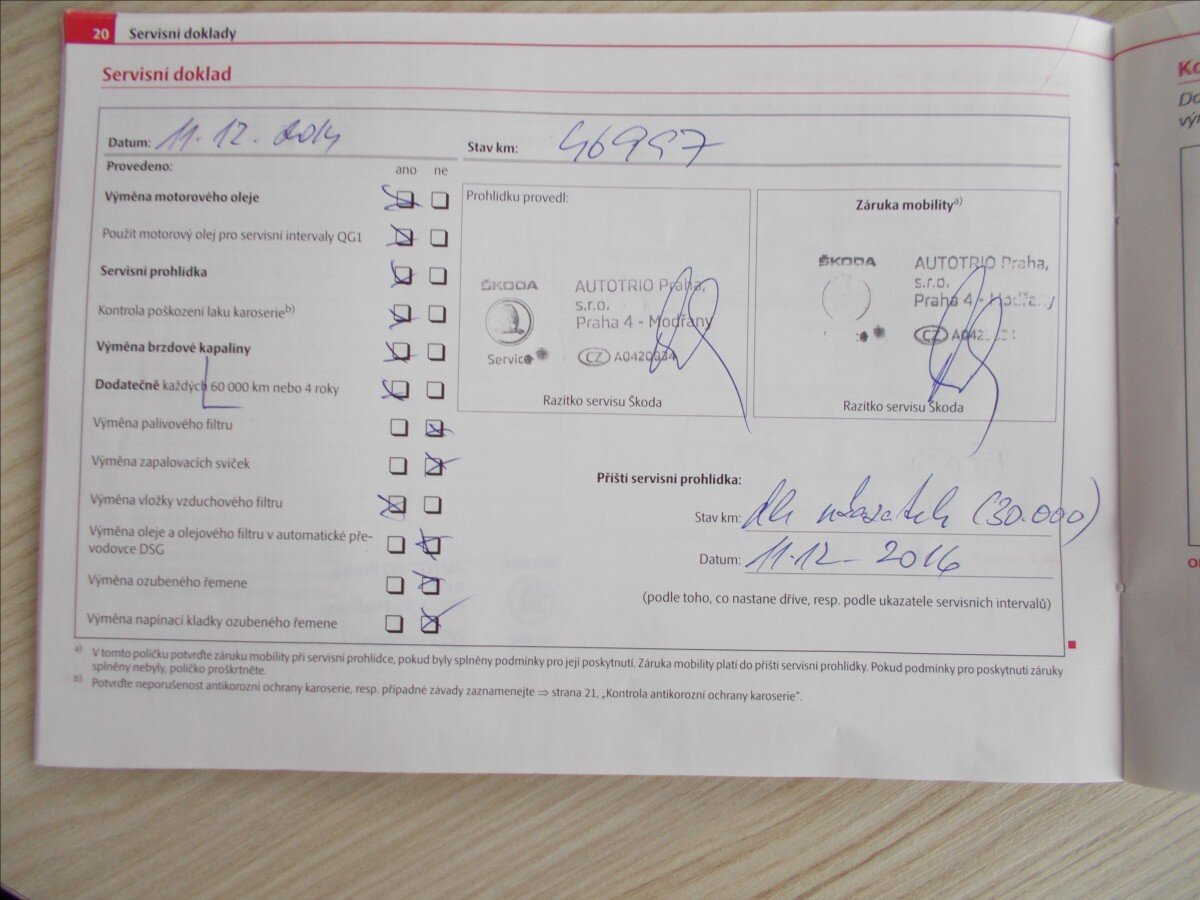 20 Servisní doklady
Servisní doklad
Datum: 11.12.2014
Stav km: 46997
Provedeno:
ano ne
Výměna motorového oleje
Použít motorový olej pro servisní intervaly QG1
Servisní prohlídka
Kontrola poškození laku karoserie b)
Výměna brzdové kapaliny
Dodatečně každých 60 000 km nebo 4 roky
Výměna palivového filtru
Výměna zapalovacích svíček
Výměna vložky vzduchového filtru
Výměna oleje a olejového filtru v automatické pře-
vodovce DSG
Výměna ozubeného řemene
Výměna napínací kladky ozubeného řemene
Prohlídku provedl:
ŠKODA
Service
AUTOTRIO Praha,
s.r.o.
Praha 4 - Modřany
CZ A0420334
Razítko servisu Škoda
Záruka mobility a)
ŠKODA
AUTOTRIO Praha,
s.r.o.
Praha 4 - Modřany
CZ
Razítko servisu Škoda
Příští servisní prohlídka:
Stav km: dle ukazatele (30.000)
Datum: 11.12-2016
(podle toho, co nastane dříve, resp. podle ukazatele servisních intervalů)
a) V tomto políčku potvrďte záruku mobility při servisní prohlídce, pokud byly splněny podmínky pro její poskytnutí. Záruka mobility platí do příští servisní prohlídky. Pokud podmínky pro poskytnutí záruky
splněny nebyly, políčko proškrtněte.
b) Potvrďte neporušenost antikorozní ochrany karoserie, resp. případné závady zaznamenejte ⇒ strana 21, „Kontrola antikorozní ochrany karoserie“.